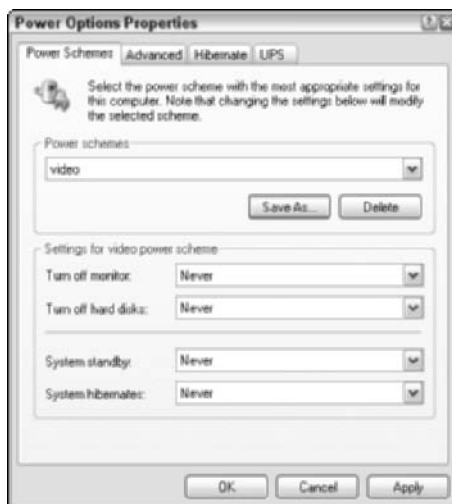 Power Options Properties
Power Schemes Advanced Hibernate UPS
Select the power scheme with the most appropriate settings for
this computer. Note that changing the settings below will modify
the selected scheme.
Power schemes
video
Save As... Delete
Settings for video power scheme
Turn off monitor: Never
Turn off hard disks: Never
System standby: Never
System hibernates: Never
OK Cancel Apply